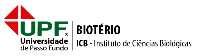 UPF
Universidade
de Passo Fundo
BIOTÉRIO
ICB - Instituto de Ciências Biológicas